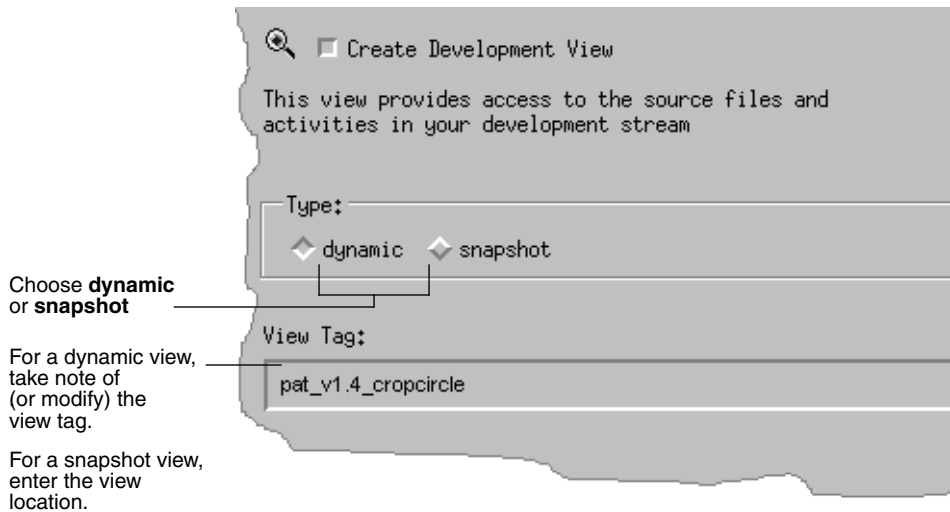 Create Development View
This view provides access to the source files and
activities in your development stream
Type:
dynamic snapshot
Choose dynamic
or snapshot
View Tag:
For a dynamic view,
take note of
(or modify) the
view tag.
pat_v1.4_cropcircle
For a snapshot view,
enter the view
location.